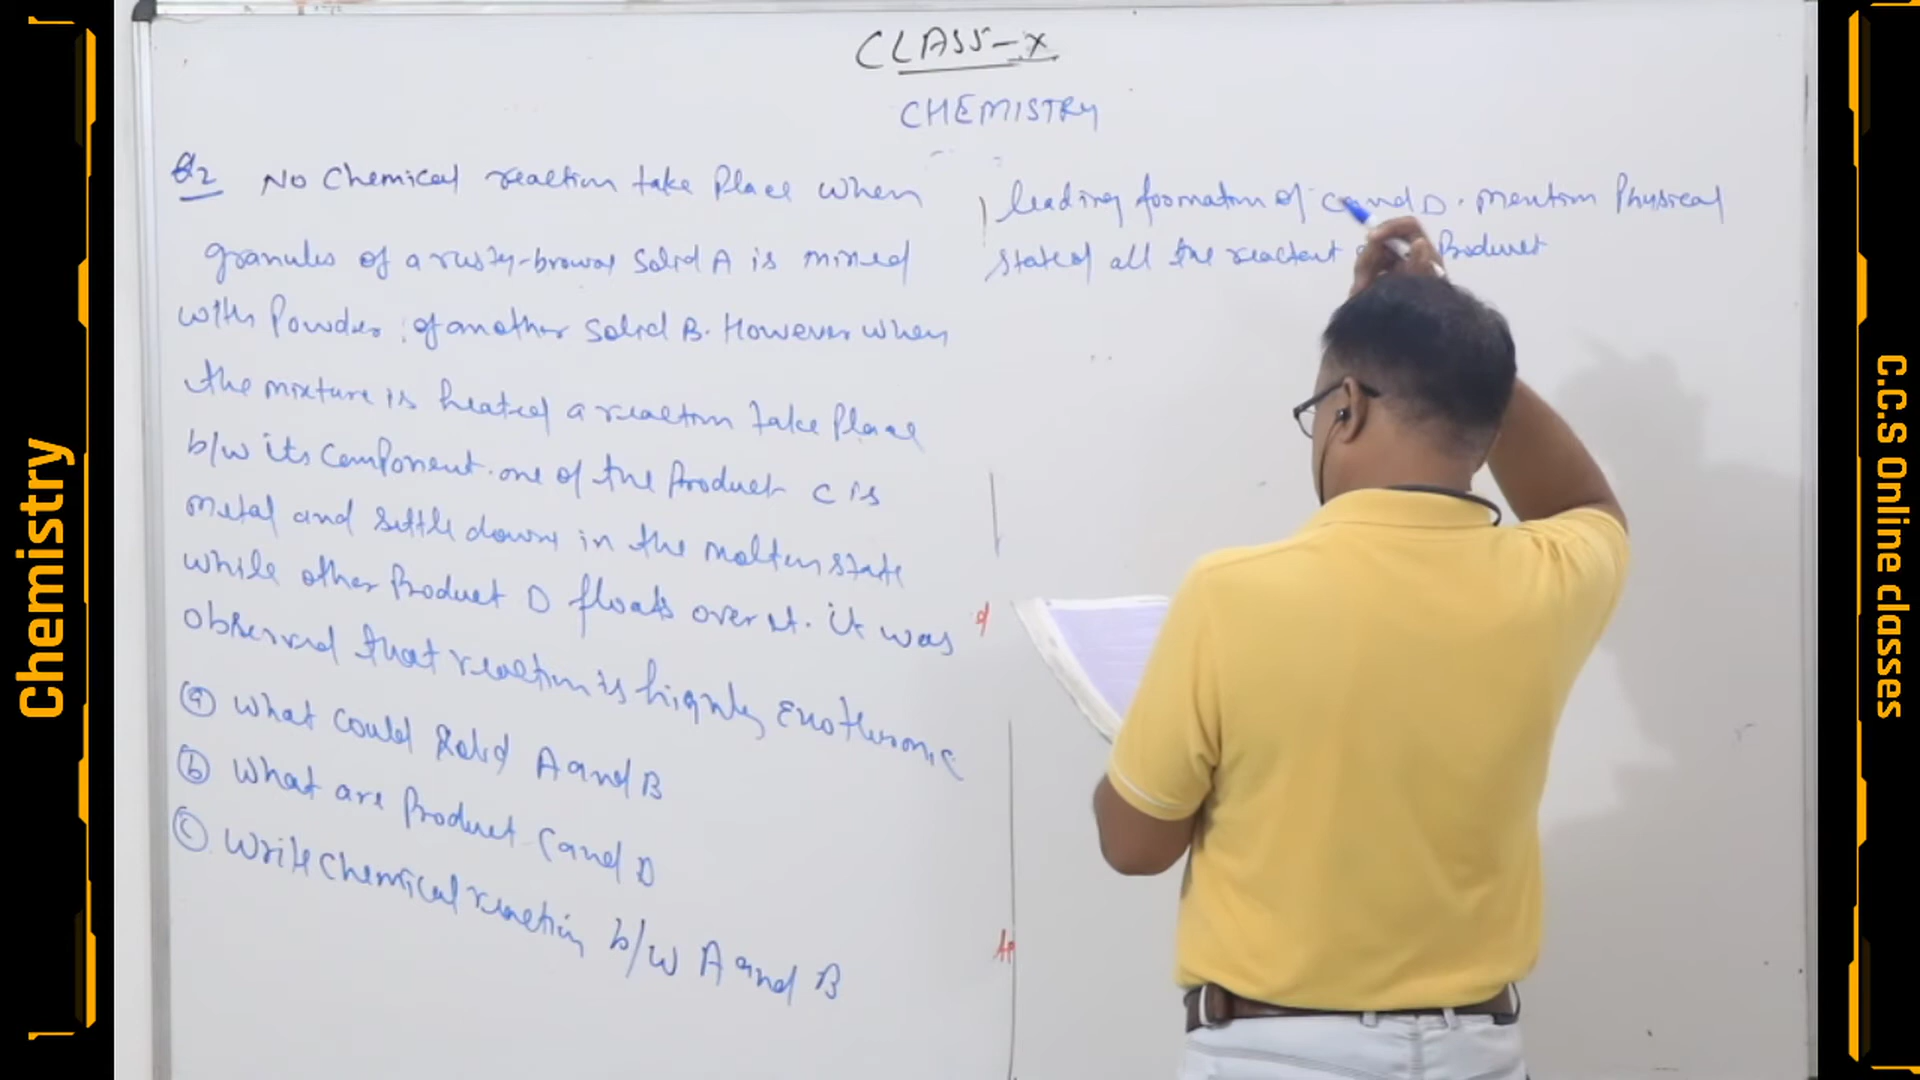 Chemistry
CLASS-X
CHEMISTRY
Q2 No Chemical reaction take Place when
granules of a rusty-brown Solid A is mixed
with Powder of another Solid B. However when
the mixture is heated a reaction take Place
b/w its component. one of the Product C is
metal and settle down in the molten state
while other Product D floats over it. it was
observed that reaction is highly Exothermic
(a) What could Solid A and B
(b) What are Product C and D
(c) Write Chemical reaction b/w A and B
leading formation of C and D. mention Physical
state of all the reactant Product
C.C.S Online classes